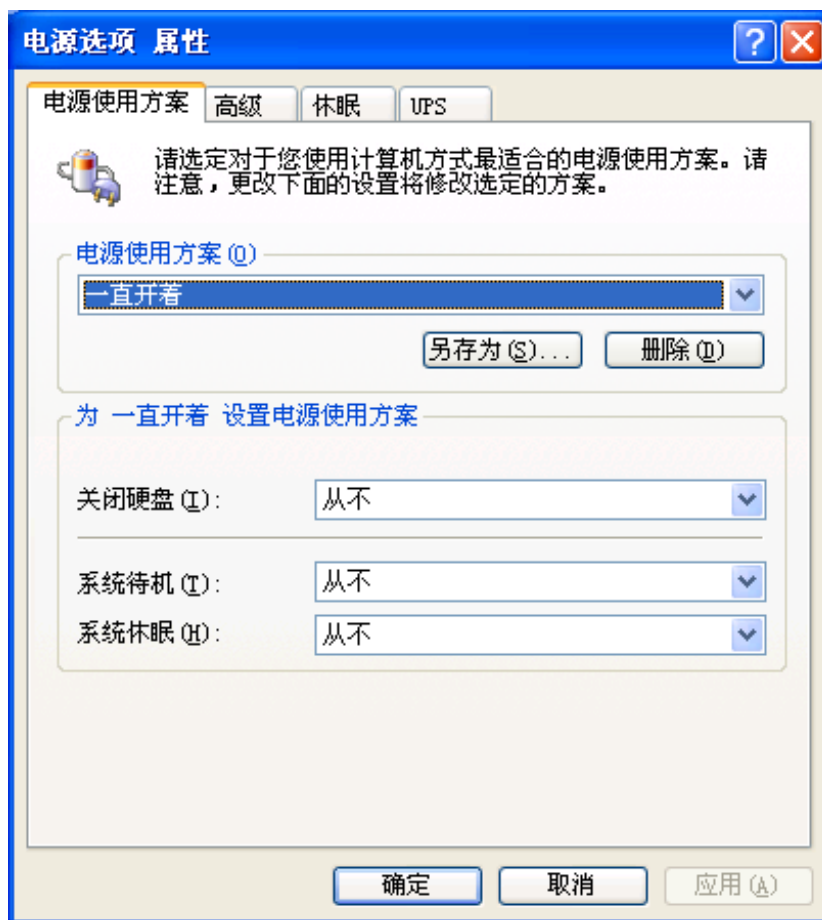 电源选项 属性
电源使用方案 高级 休眠 UPS
请选定对于您使用计算机方式最适合的电源使用方案。请
注意，更改下面的设置将修改选定的方案。
电源使用方案(O)
一直开着
另存为(S)... 删除(D)
为 一直开着 设置电源使用方案
关闭硬盘(I): 从不
系统待机(T): 从不
系统休眠(H): 从不
确定 取消 应用(A)